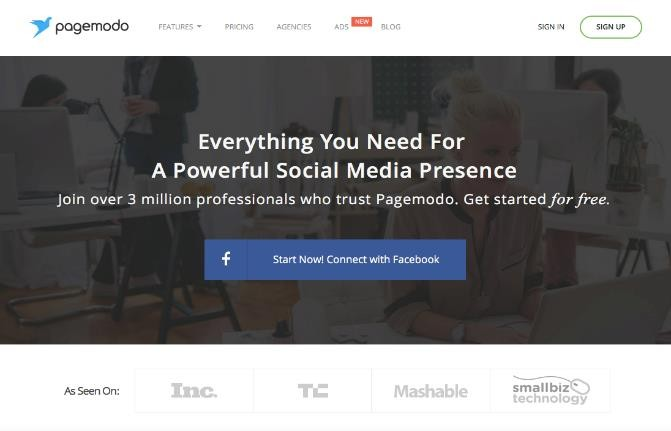 pagemodo
FEATURES
PRICING
AGENCIES
ADS
NEW
BLOG
SIGN IN
SIGN UP
Everything You Need For
A Powerful Social Media Presence
Join over 3 million professionals who trust Pagemodo. Get started for free.
f
Start Now! Connect with Facebook
As Seen On:
Inc.
TC
Mashable
smallbiz
technology